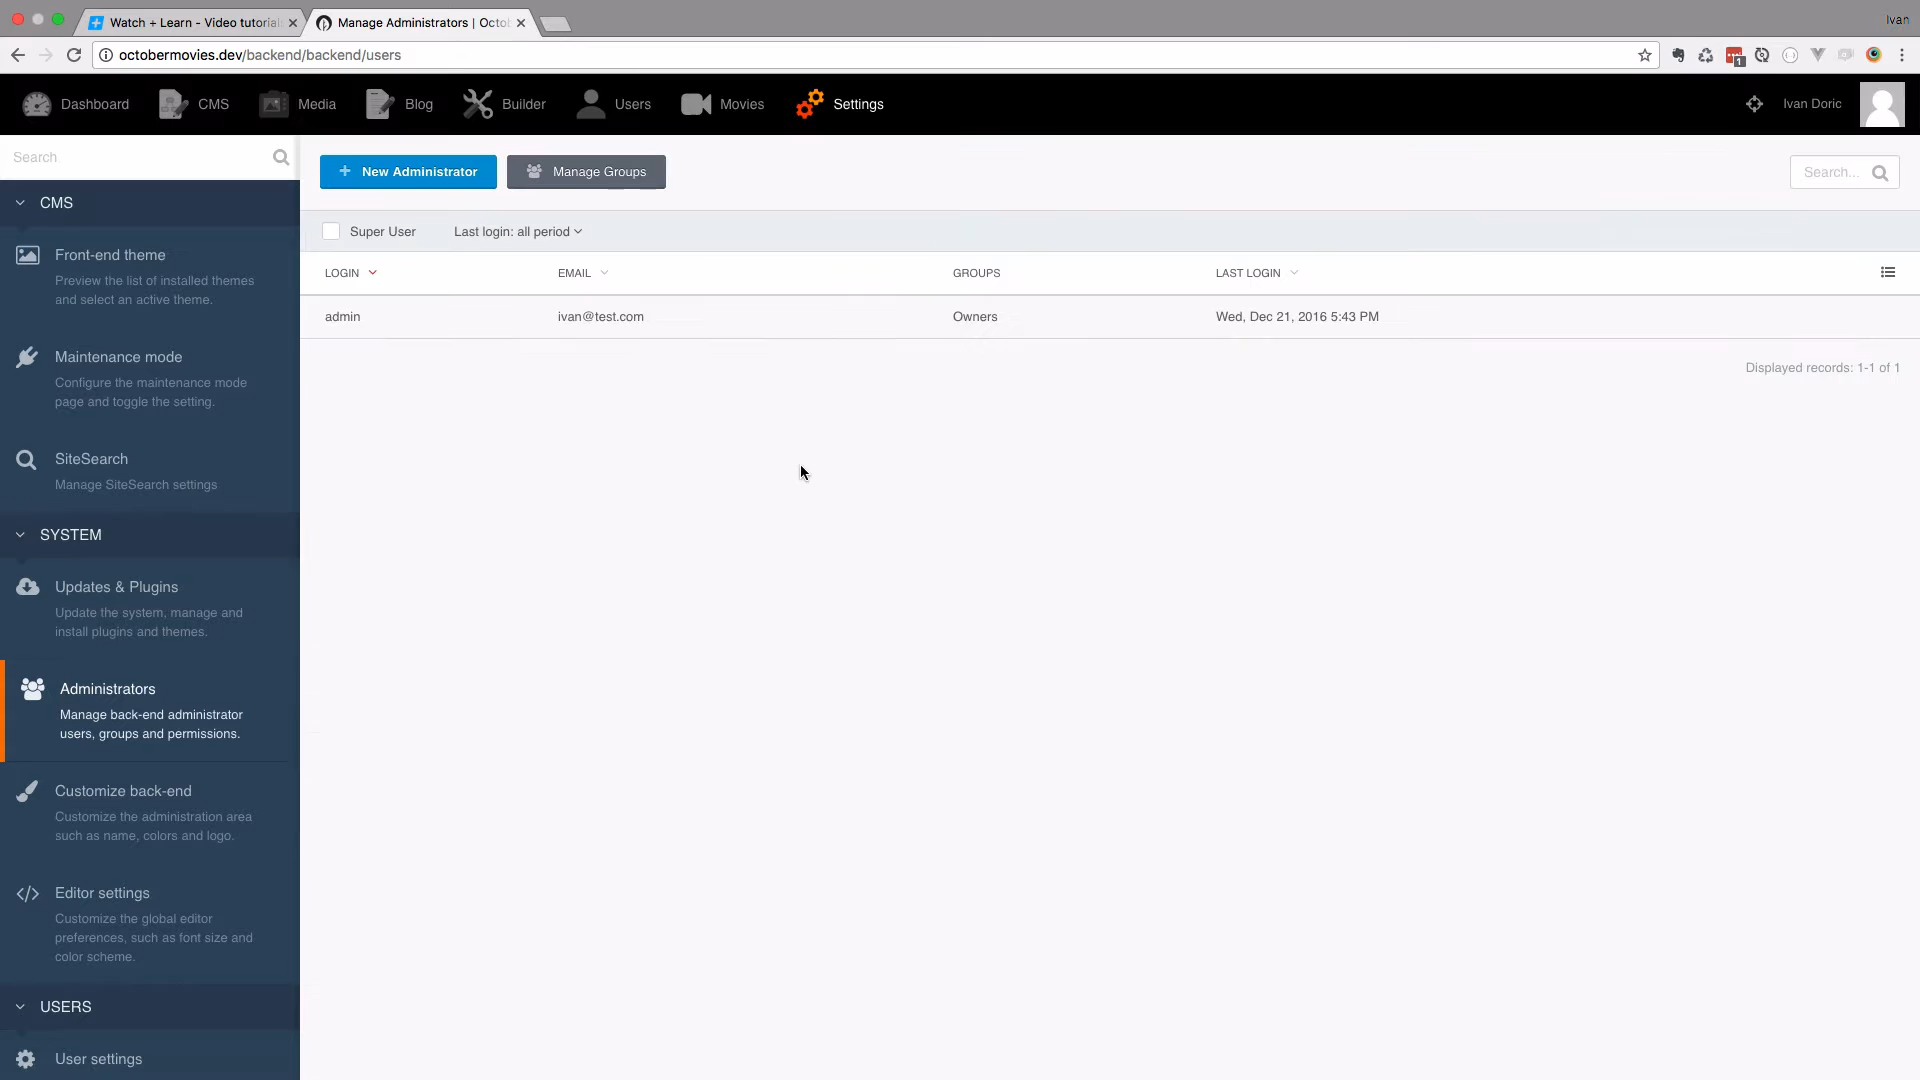 Watch + Learn - Video tutorials
Manage Administrators | Octo
Ivan
octobermovies.dev/backend/backend/users
1
Dashboard
CMS
Media
Blog
Builder
Users
Movies
Settings
Ivan Doric
Search
New Administrator
Manage Groups
Search...
CMS
Super User
Last login: all period
Front-end theme
Preview the list of installed themes
and select an active theme.
LOGIN
EMAIL
GROUPS
LAST LOGIN
admin
ivan@test.com
Owners
Wed, Dec 21, 2016 5:43 PM
Displayed records: 1-1 of 1
Maintenance mode
Configure the maintenance mode
page and toggle the setting.
SiteSearch
Manage SiteSearch settings
SYSTEM
Updates & Plugins
Update the system, manage and
install plugins and themes.
Administrators
Manage back-end administrator
users, groups and permissions.
Customize back-end
Customize the administration area
such as name, colors and logo.
Editor settings
Customize the global editor
preferences, such as font size and
color scheme.
USERS
User settings